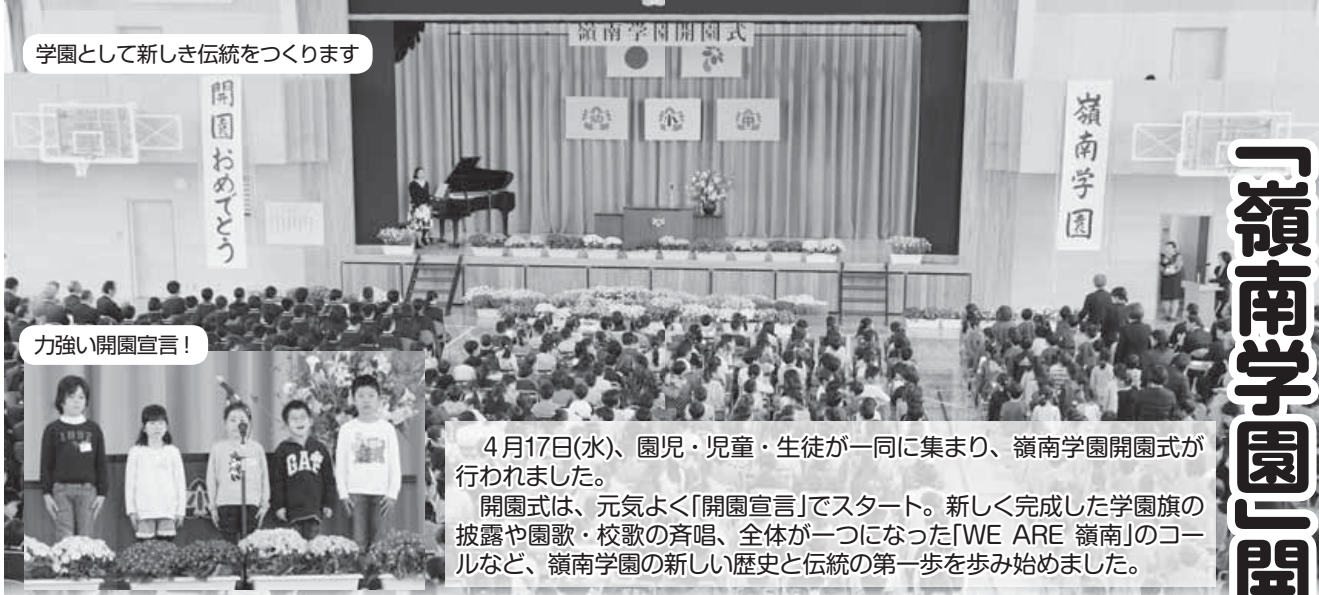 「嶺南学園」開
学園として新しき伝統をつくります
嶺南学園開園式
開園おめでとう
嶺南学園
力強い開園宣言！
GAP
４月17日(水)、園児・児童・生徒が一同に集まり、嶺南学園開園式が
行われました。
開園式は、元気よく「開園宣言」でスタート。新しく完成した学園旗の
披露や園歌・校歌の斉唱、全体が一つになった「WE ARE 嶺南」のコー
ルなど、嶺南学園の新しい歴史と伝統の第一歩を歩み始めました。